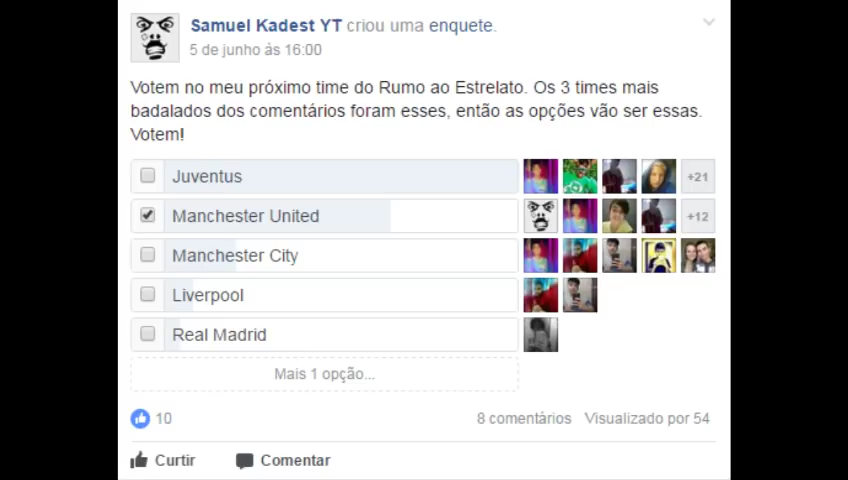 Samuel Kadest YT criou uma enquete.
5 de junho às 16:00
Votem no meu próximo time do Rumo ao Estrelato. Os 3 times mais
badalados dos comentários foram esses, então as opções vão ser essas.
Votem!
Juventus +21
Manchester United +12
Manchester City
Liverpool
Real Madrid
Mais 1 opção...
10 8 comentários Visualizado por 54
Curtir Comentar